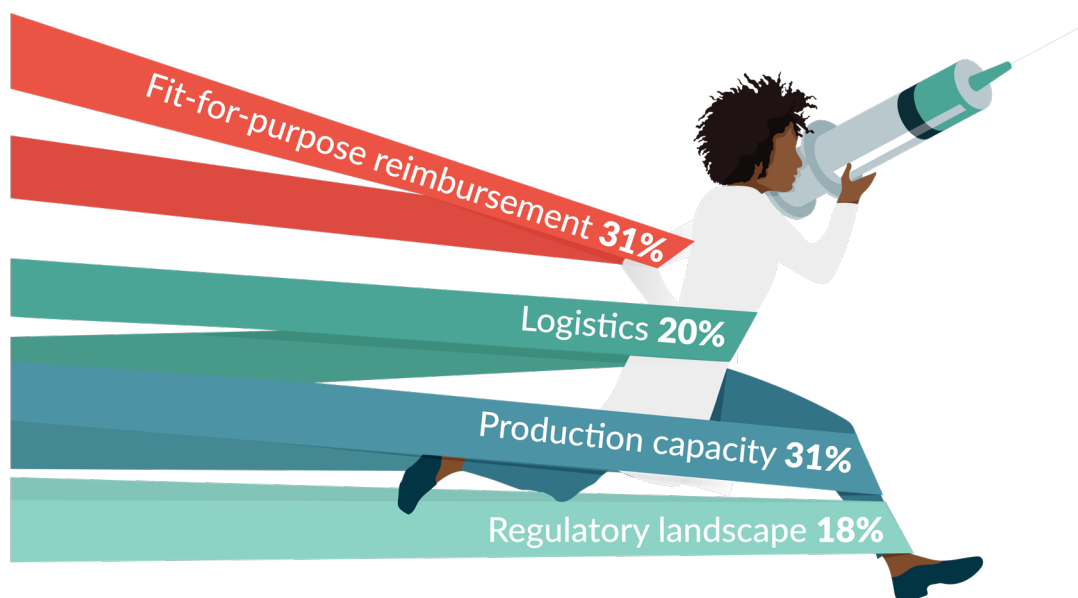 Fit-for-purpose reimbursement 31%
Logistics 20%
Production capacity 31%
Regulatory landscape 18%